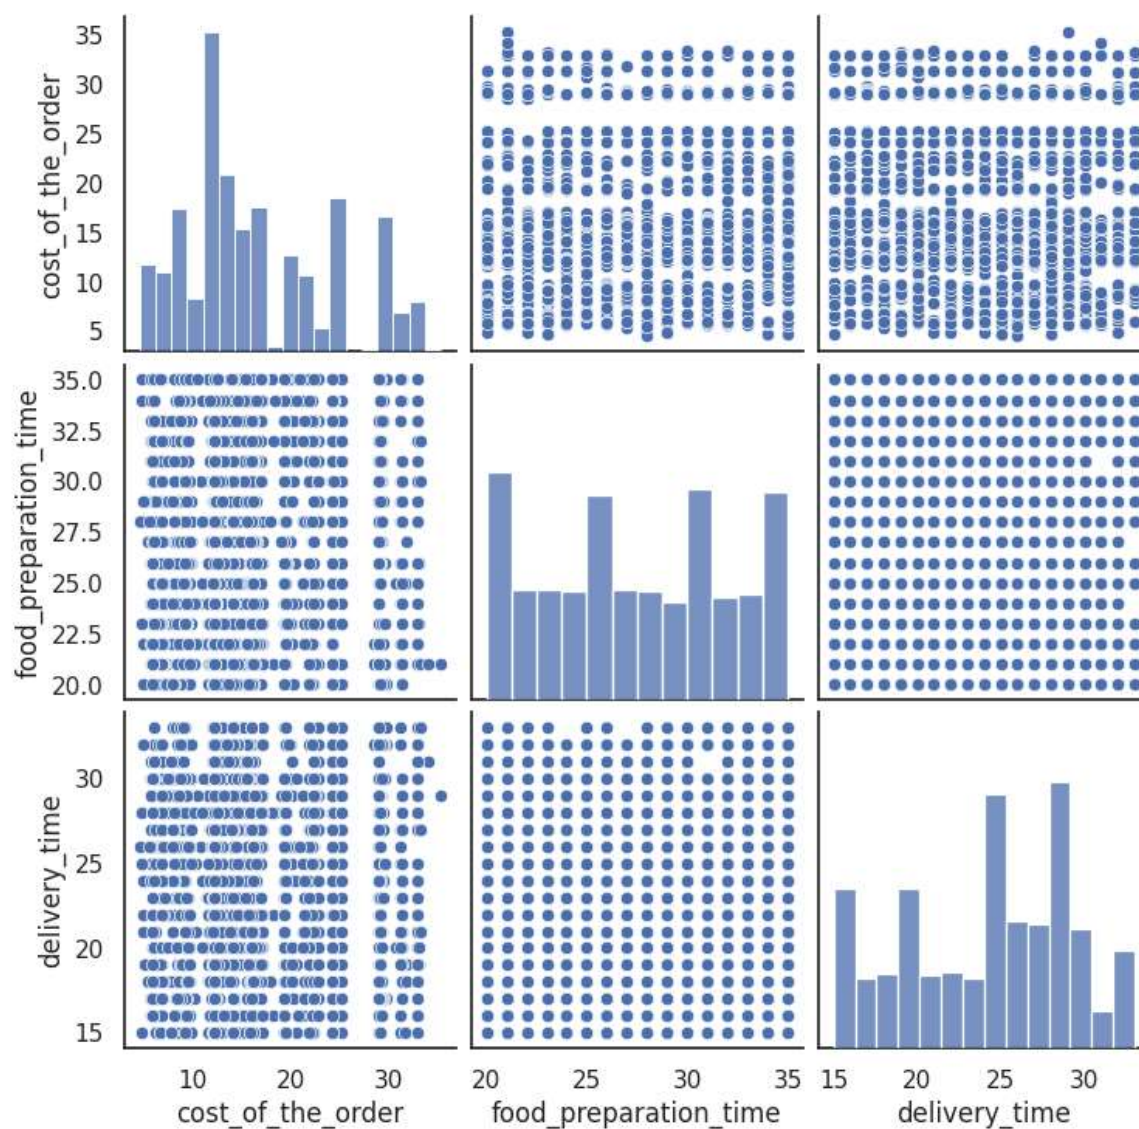 35
30
25
20
15
10
5
cost_of_the_order
35.0
32.5
30.0
27.5
25.0
22.5
20.0
food_preparation_time
30
25
20
15
delivery_time
10 20 30
cost_of_the_order
20 25 30 35
food_preparation_time
15 20 25 30
delivery_time